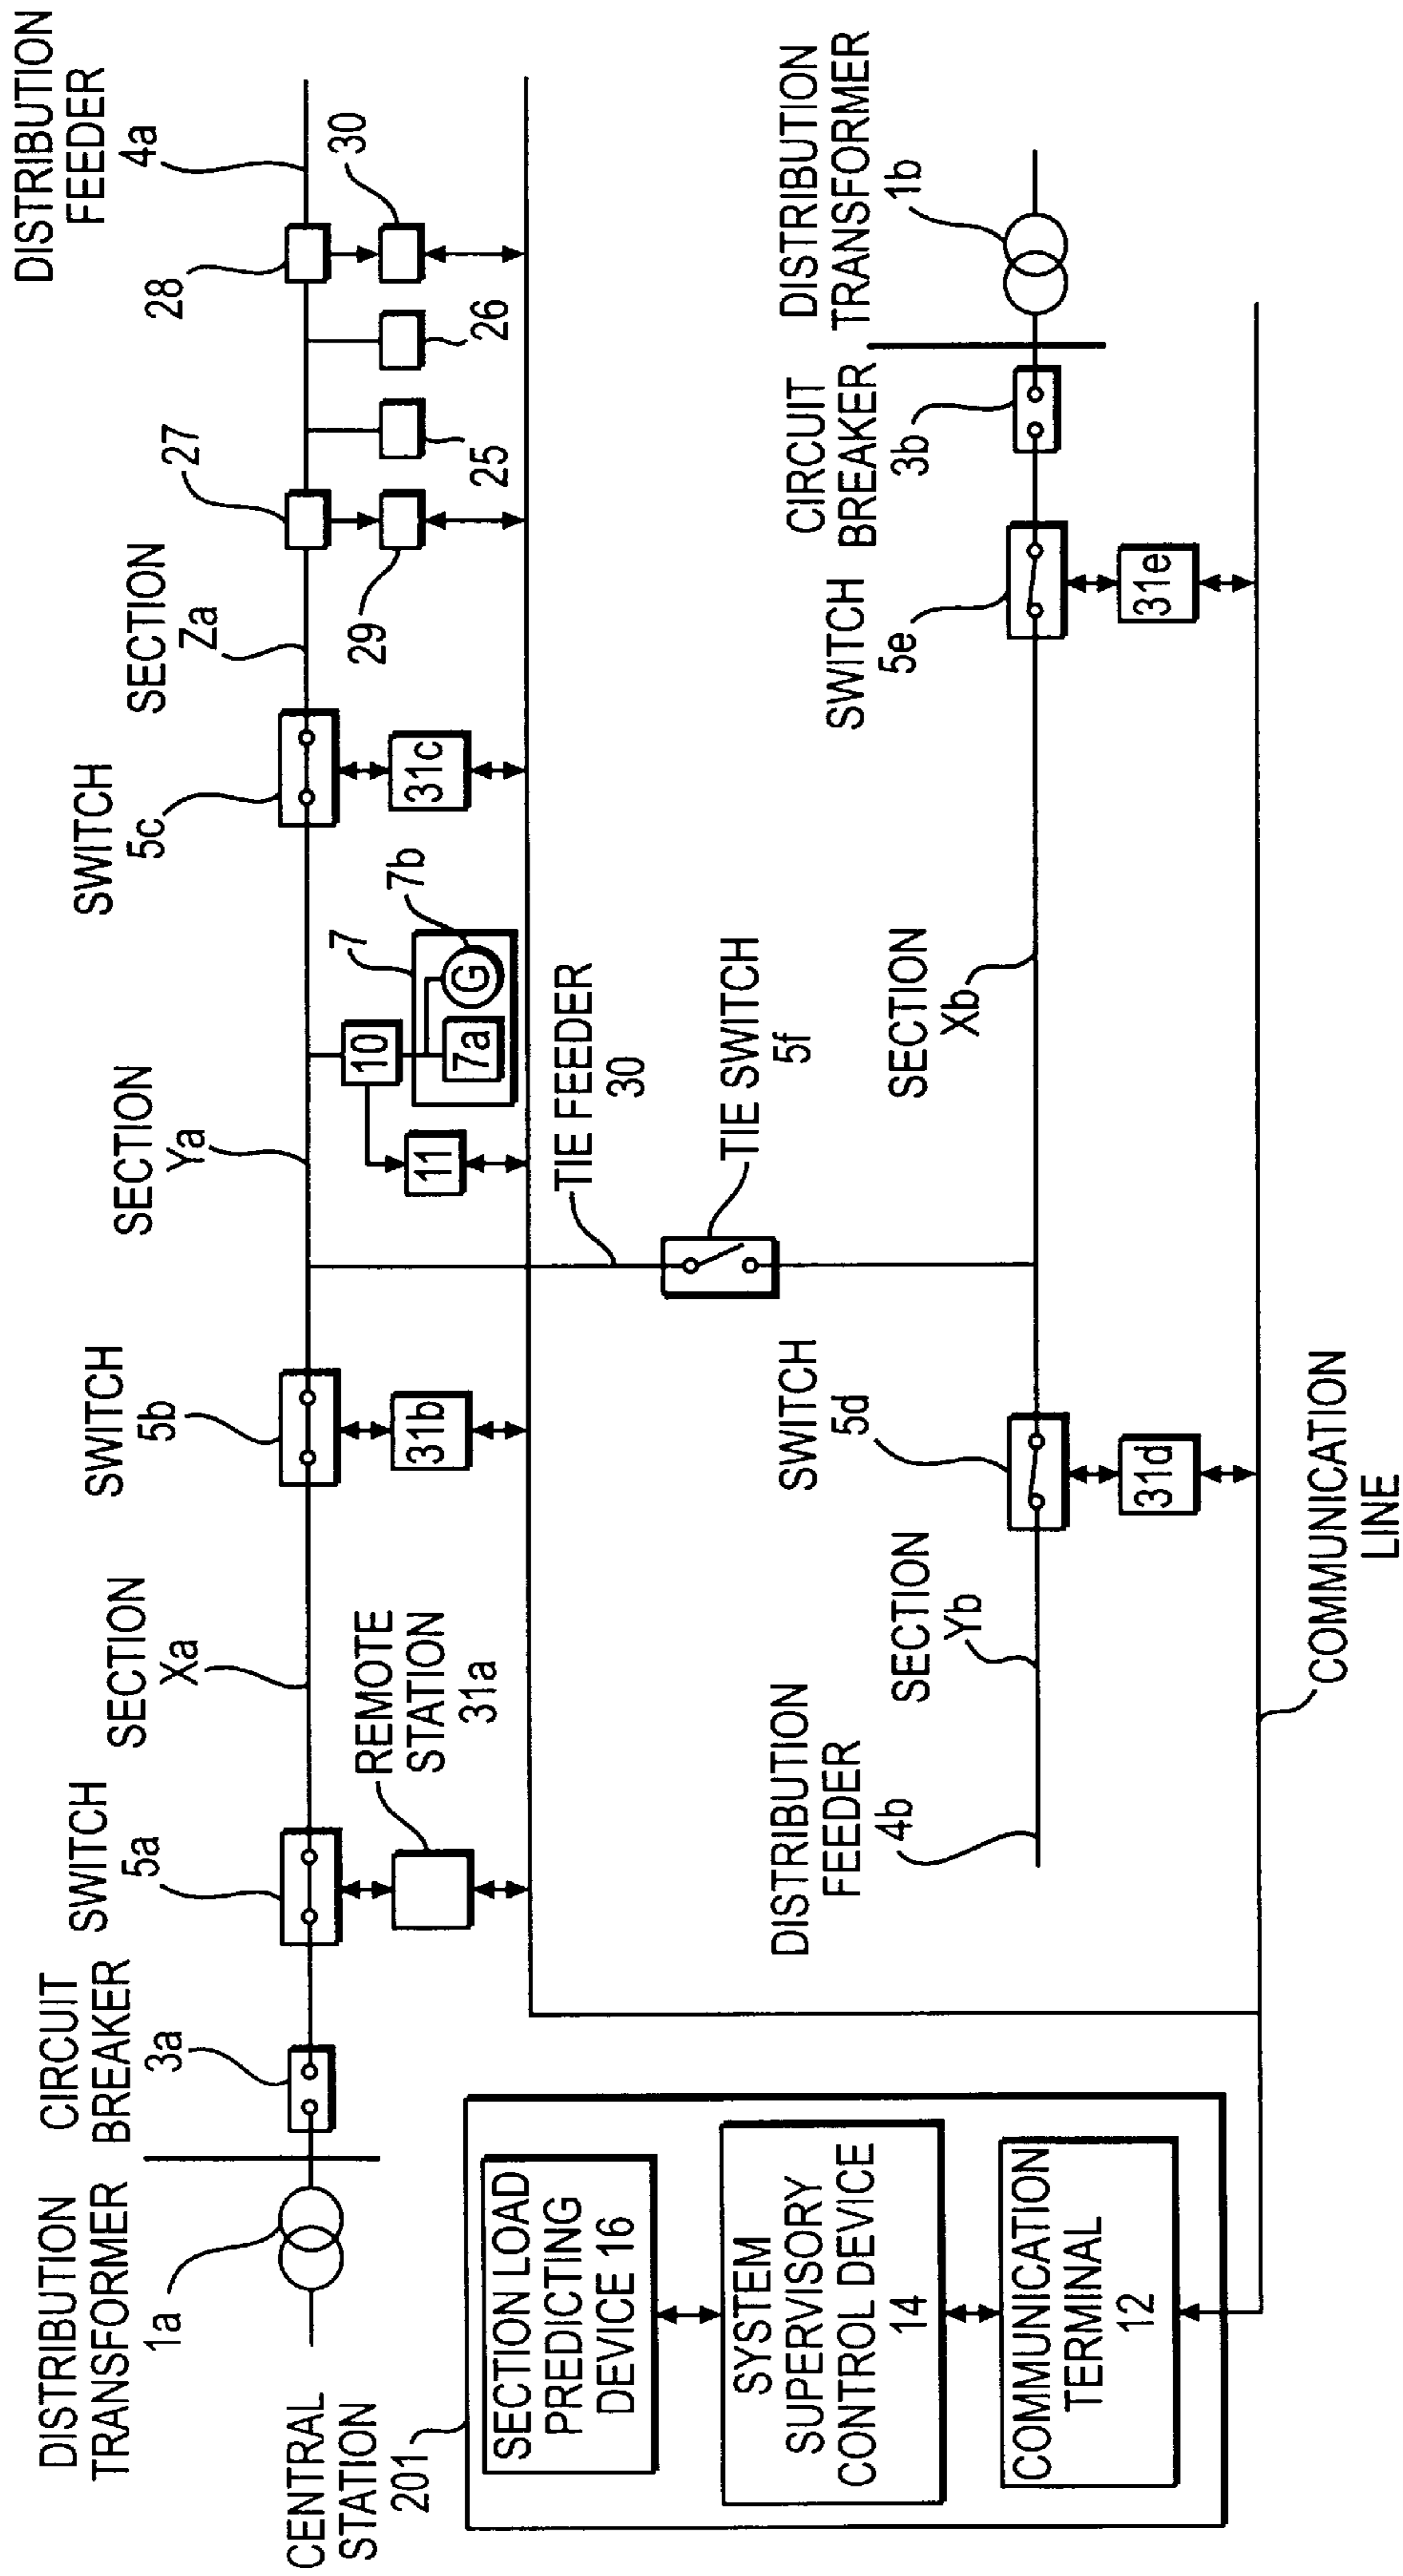 DISTRIBUTION
TRANSFORMER
1a
CIRCUIT
BREAKER
3a
SWITCH
5a
SECTION
Xa
SWITCH
5b
SECTION
Ya
SWITCH
5c
SECTION
Za
27
28
DISTRIBUTION
FEEDER
4a
REMOTE
STATION
31a
31b
11
10
7
7a
G
7b
31c
29
25
26
30
TIE FEEDER
30
TIE SWITCH
5f
CENTRAL
STATION
201
SECTION LOAD
PREDICTING
DEVICE 16
SYSTEM
SUPERVISORY
CONTROL DEVICE
14
COMMUNICATION
TERMINAL
12
DISTRIBUTION
FEEDER
4b
SECTION
Yb
SWITCH
5d
31d
SECTION
Xb
SWITCH
5e
31e
CIRCUIT
BREAKER
3b
DISTRIBUTION
TRANSFORMER
1b
COMMUNICATION
LINE